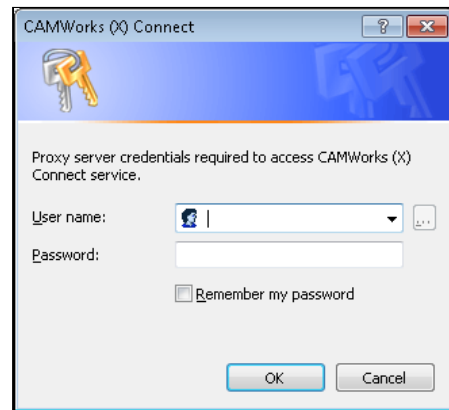 CAMWorks (X) Connect
Proxy server credentials required to access CAMWorks (X)
Connect service.
User name:
...
Password:
Remember my password
OK
Cancel